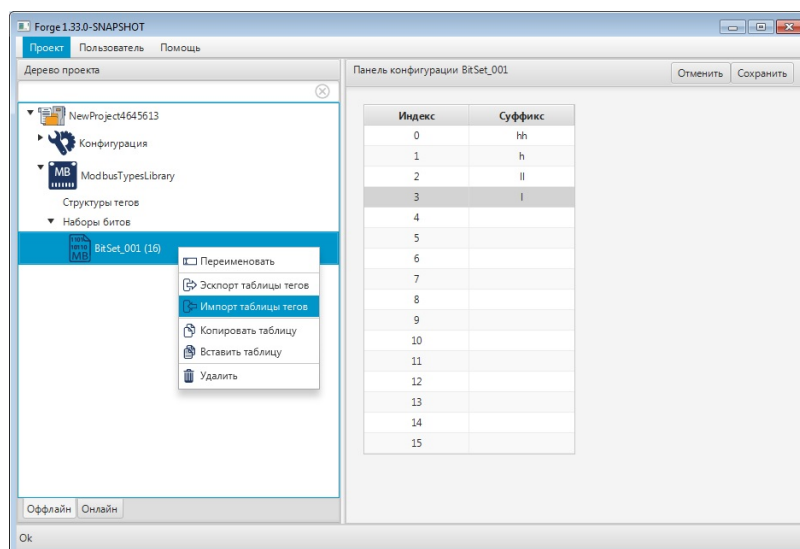 Forge 1.33.0-SNAPSHOT
Проект Пользователь Помощь
Дерево проекта
NewProject4645613
Конфигурация
MB ModbusTypesLibrary
Структуры тегов
Наборы битов
MB BitSet_001 (16)
Переименовать
Эскпорт таблицы тегов
Импорт таблицы тегов
Копировать таблицу
Вставить таблицу
Удалить
Оффлайн Онлайн
Панель конфигурации BitSet_001 Отменить Сохранить
Индекс Суффикс
0 hh
1 h
2 ll
3 l
4
5
6
7
8
9
10
11
12
13
14
15
Ok